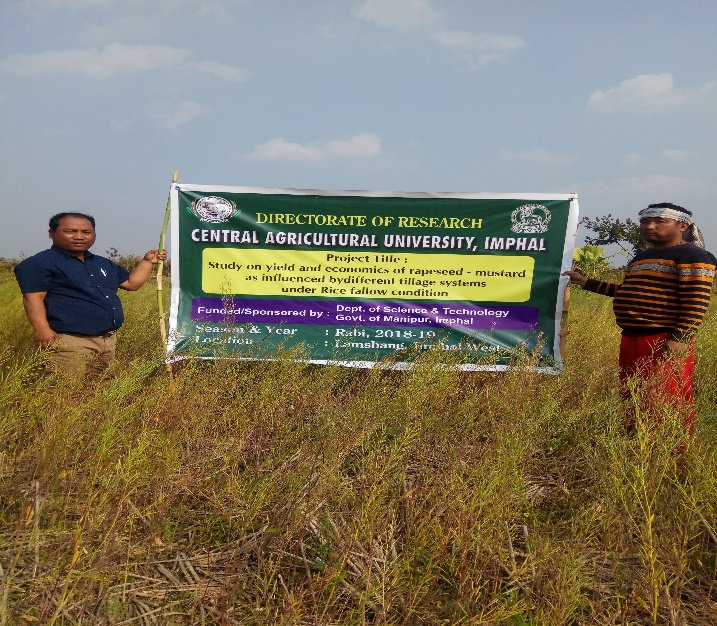 DIRECTORATE OF RESEARCH
CENTRAL AGRICULTURAL UNIVERSITY, IMPHAL
Project Title :
Study on yield and economics of rapeseed - mustard
as influenced bydifferent tillage systems
under Rice fallow condition
Funded/Sponsored by : Dept. of Science & Technology
Govt. of Manipur, Imphal
Season & Year : Rabi, 2018-19
Location : Lamshang, Imphal West